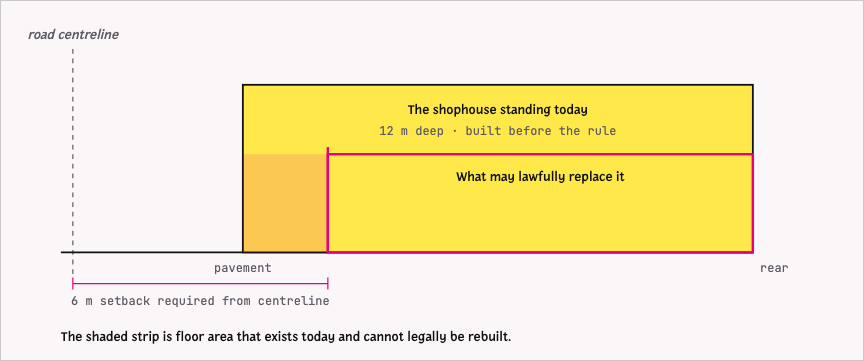 road centreline
The shophouse standing today
12 m deep · built before the rule
What may lawfully replace it
pavement
rear
6 m setback required from centreline
The shaded strip is floor area that exists today and cannot legally be rebuilt.